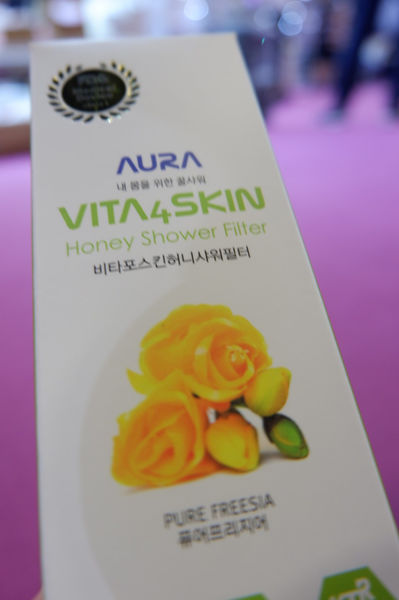 AURA
내 몸을 위한 꿀샤워
VITA4SKIN
Honey Shower Filter
비타포스킨허니샤워필터
PURE FREESIA
퓨어프리지어